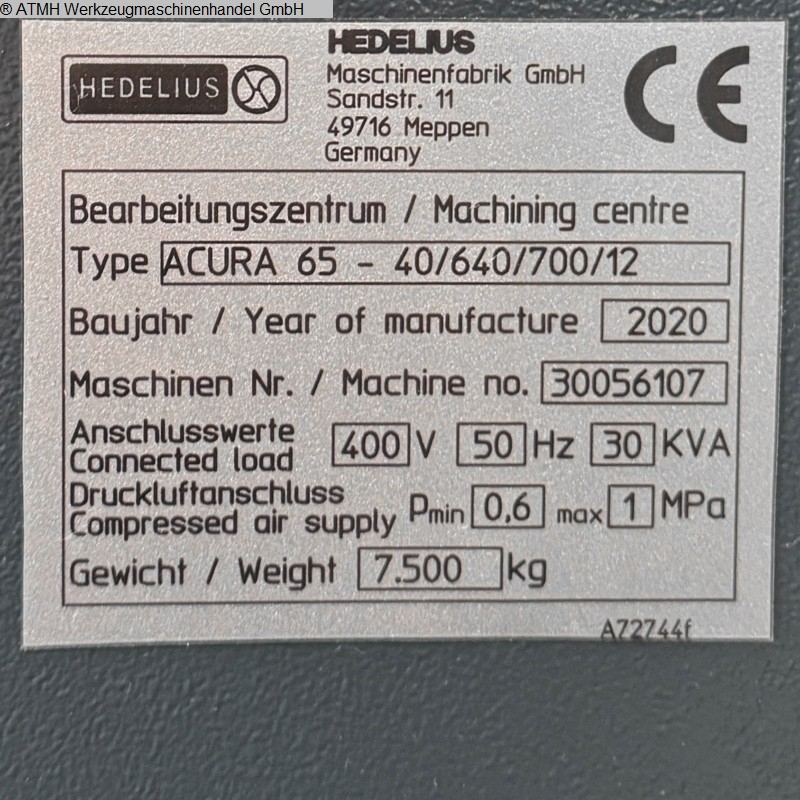 ® ATMH Werkzeugmaschinenhandel GmbH
HEDELIUS
HEDELIUS
Maschinenfabrik GmbH
Sandstr. 11
49716 Meppen
Germany
CE
Bearbeitungszentrum / Machining centre
Type ACURA 65 - 40/640/700/12
Baujahr / Year of manufacture 2020
Maschinen Nr. / Machine no. 30056107
Anschlusswerte
Connected load 400 V 50 Hz 30 KVA
Druckluftanschluss
Compressed air supply Pmin 0,6 max 1 MPa
Gewicht / Weight 7.500 kg
A72744f